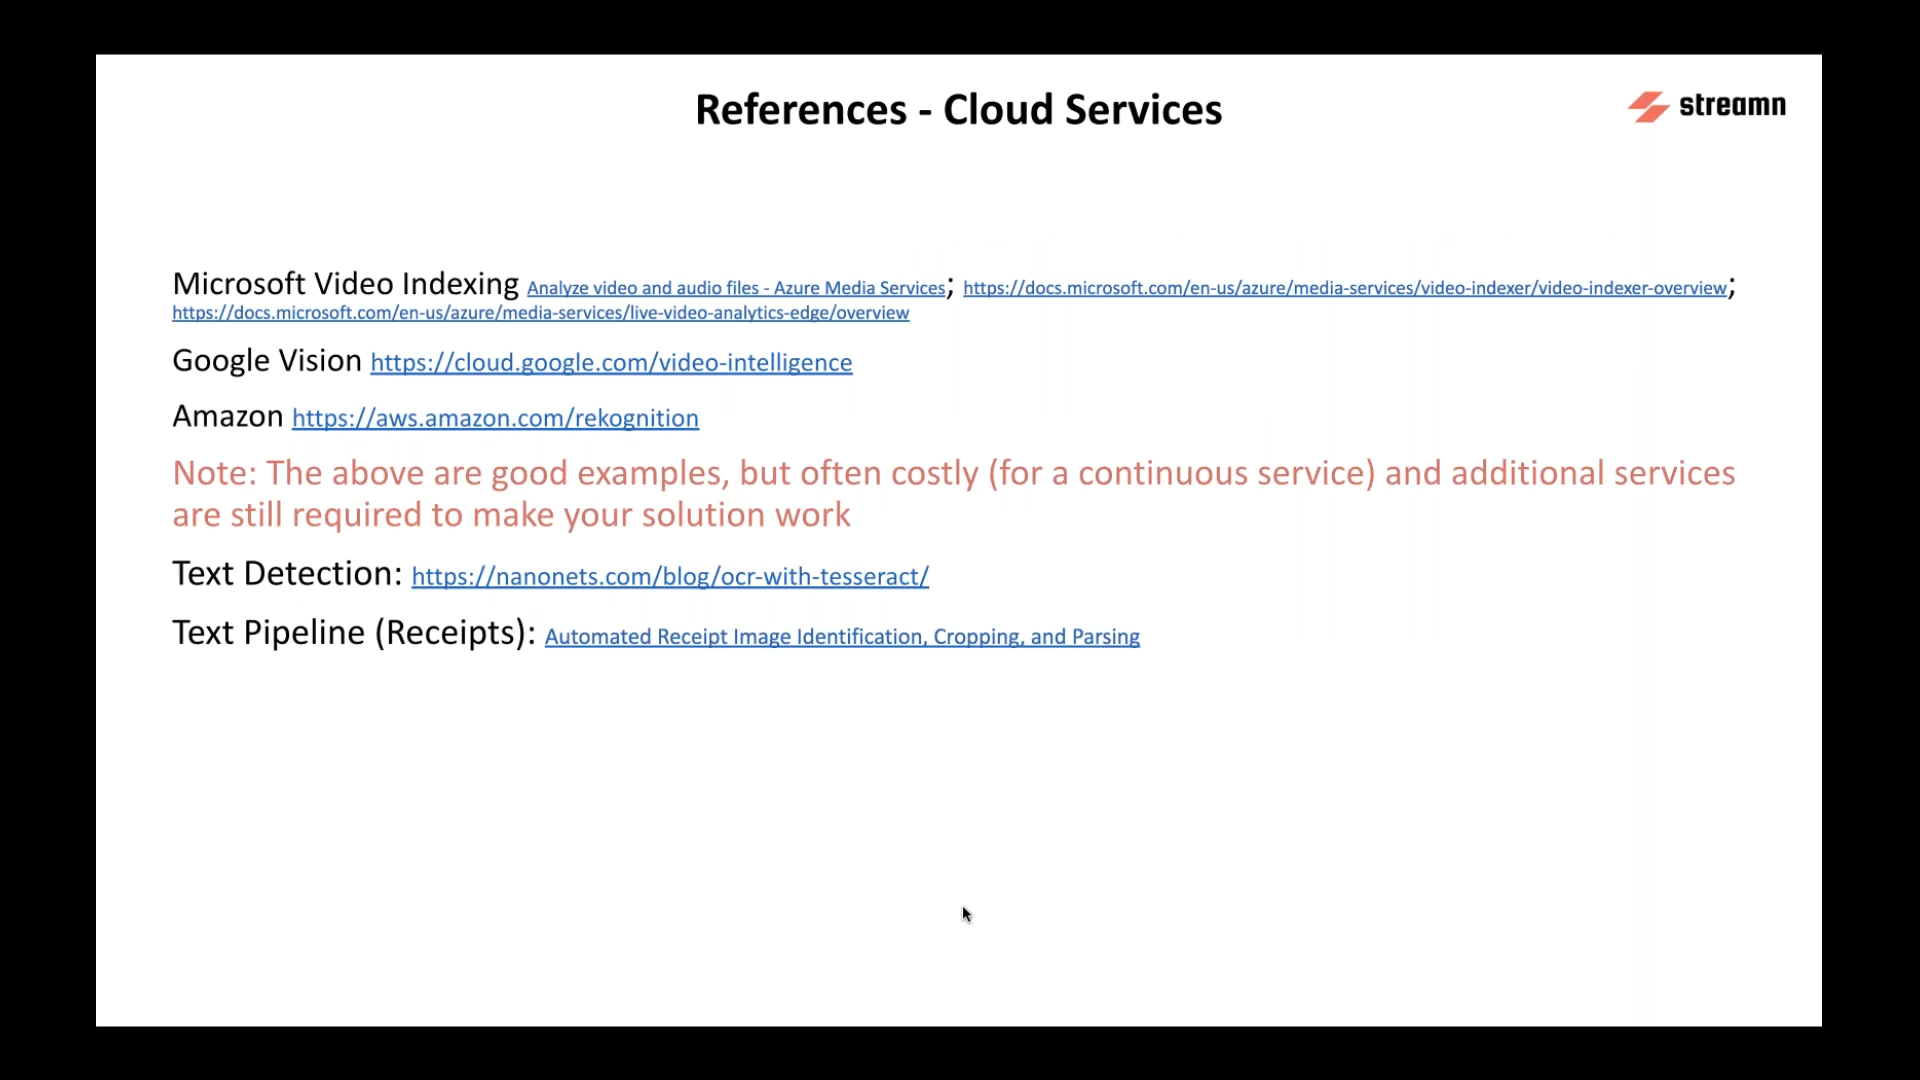 References - Cloud Services
streamn
Microsoft Video Indexing Analyze video and audio files - Azure Media Services; https://docs.microsoft.com/en-us/azure/media-services/video-indexer/video-indexer-overview;
https://docs.microsoft.com/en-us/azure/media-services/live-video-analytics-edge/overview
Google Vision https://cloud.google.com/video-intelligence
Amazon https://aws.amazon.com/rekognition
Note: The above are good examples, but often costly (for a continuous service) and additional services
are still required to make your solution work
Text Detection: https://nanonets.com/blog/ocr-with-tesseract/
Text Pipeline (Receipts): Automated Receipt Image Identification, Cropping, and Parsing